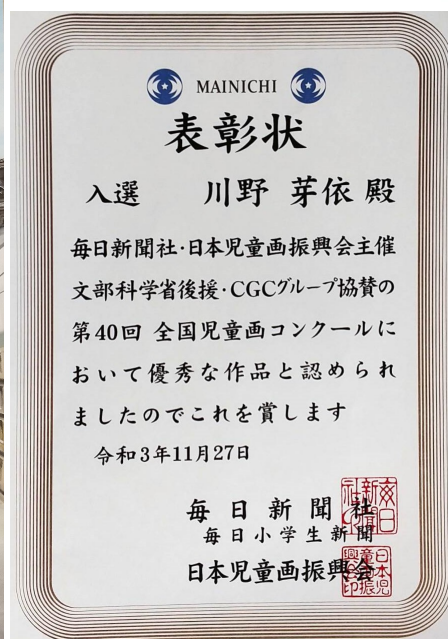 MAINICHI
表彰状
入選 川野 芽依 殿
毎日新聞社・日本児童画振興会主催
文部科学省後援・CGCグループ協賛の
第40回 全国児童画コンクールに
おいて優秀な作品と認められ
ましたのでこれを賞します
令和3年11月27日
毎日新聞社
毎日小学生新聞
日本児童画振興会